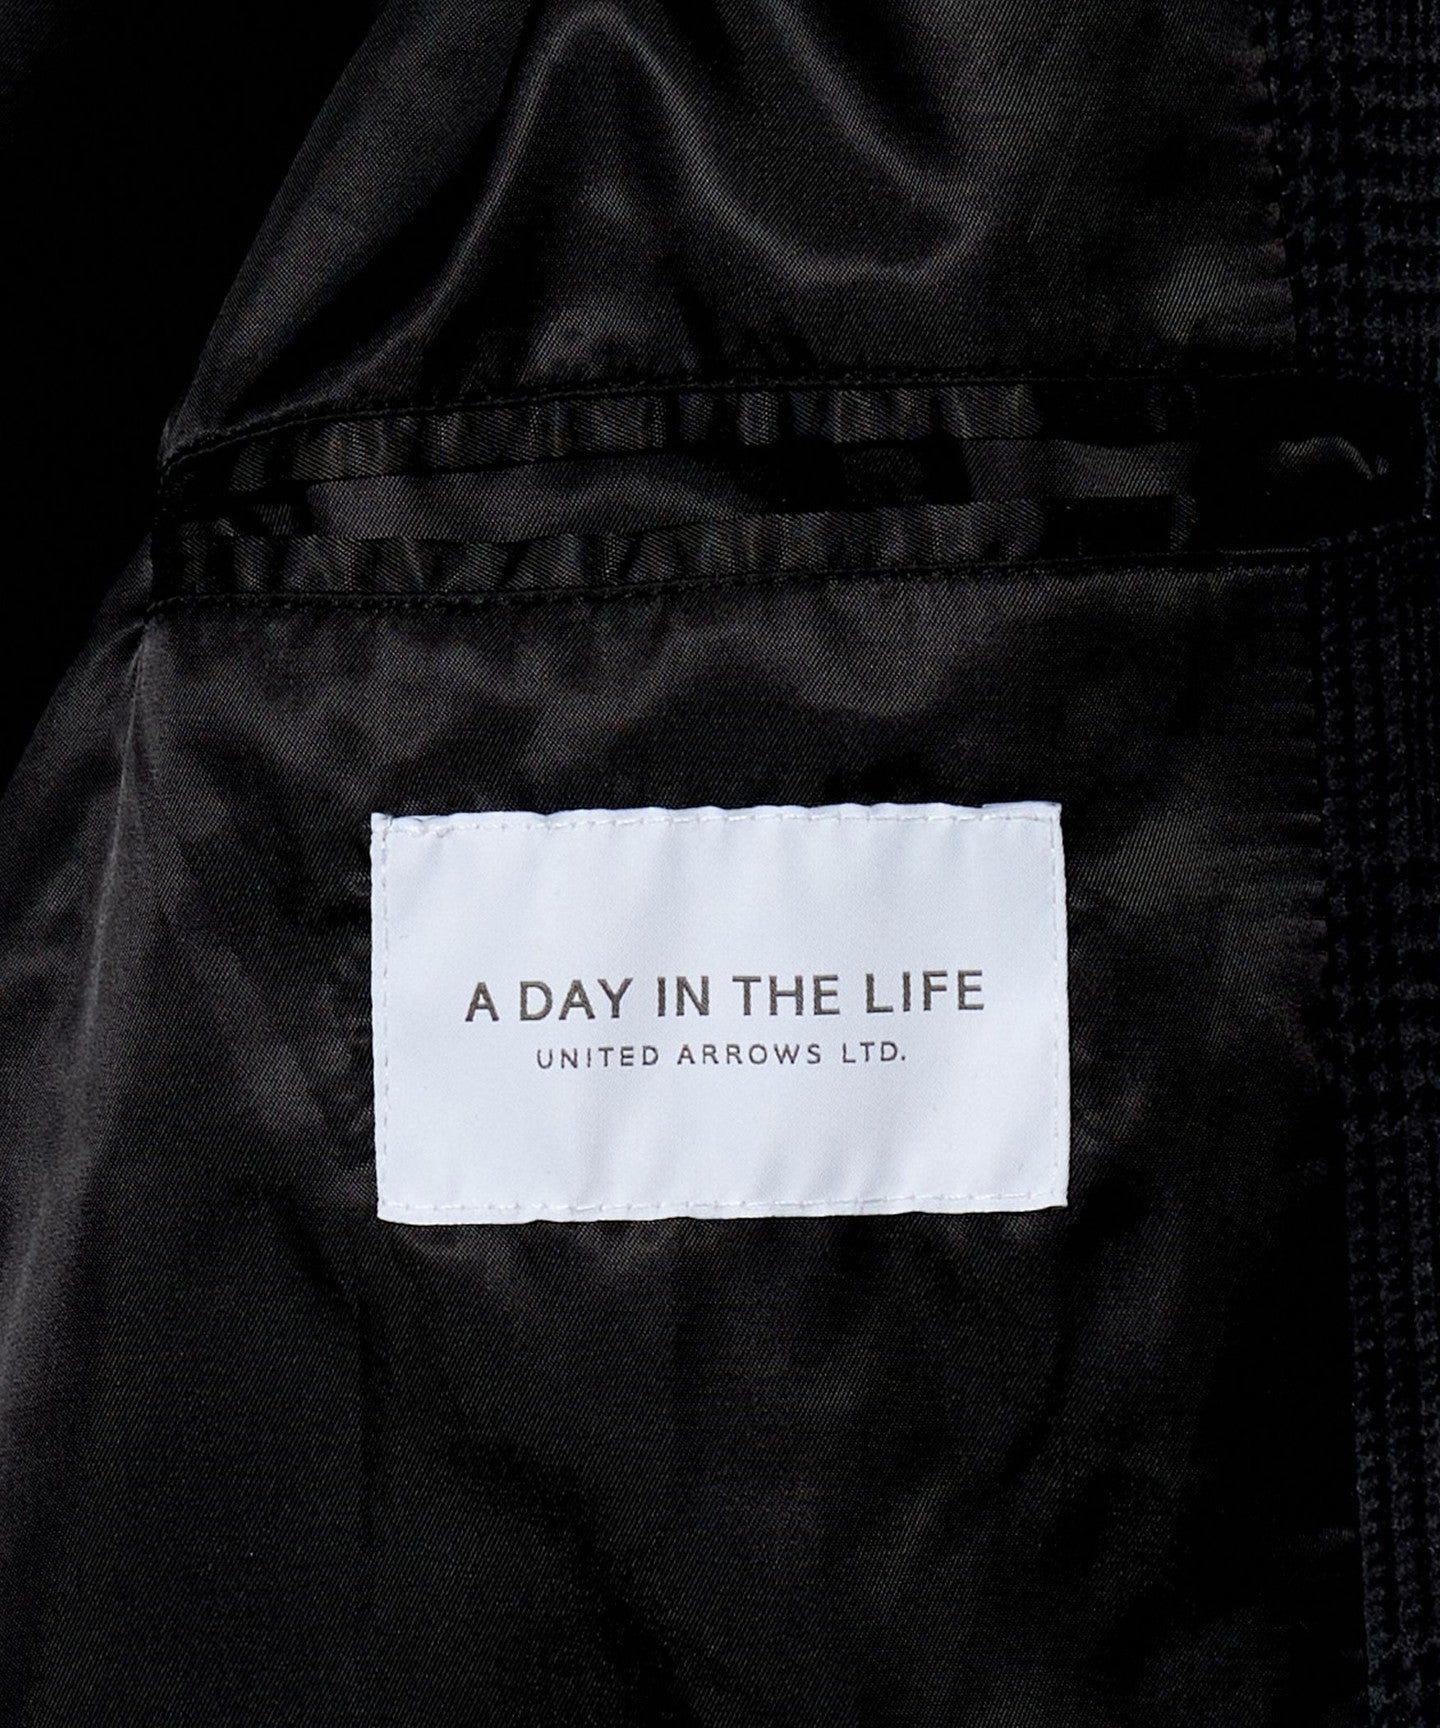 A DAY IN THE LIFE
UNITED ARROWS LTD.